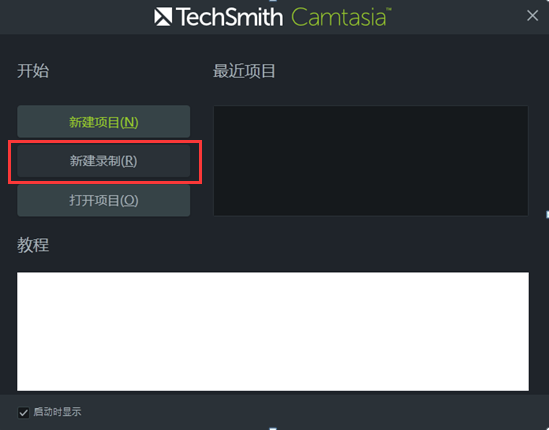 TechSmith Camtasia™
开始
最近项目
新建项目(N)
新建录制(R)
打开项目(O)
教程
启动时显示